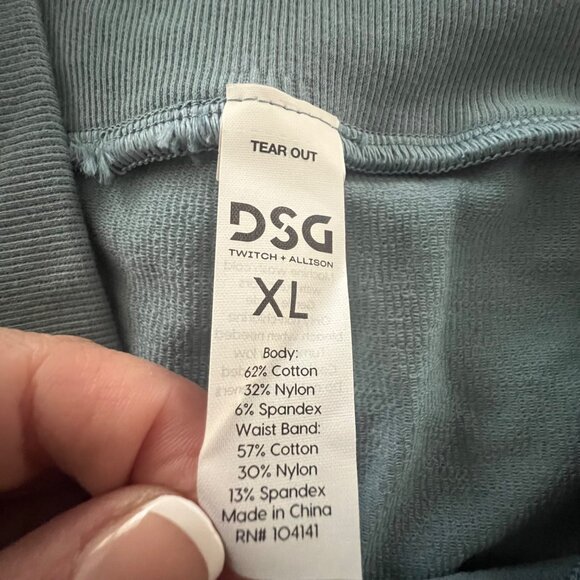 TEAR OUT
DSG
TWITCH + ALLISON
XL
Body:
62% Cotton
32% Nylon
6% Spandex
Waist Band:
57% Cotton
30% Nylon
13% Spandex
Made in China
RN# 104141